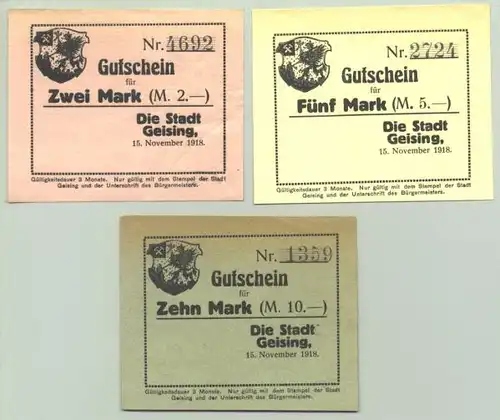 Nr. 4692
Gutschein
für
Zwei Mark (M. 2.—)
Die Stadt
Geising,
15. November 1918.
Gültigkeitsdauer 3 Monate. Nur gültig mit dem Stempel der Stadt
Geising und der Unterschrift des Bürgermeisters.
Nr. 2724
Gutschein
für
Fünf Mark (M. 5.—)
Die Stadt
Geising,
15. November 1918.
Gültigkeitsdauer 3 Monate. Nur gültig mit dem Stempel der Stadt
Geising und der Unterschrift des Bürgermeisters.
Nr. 1359
Gutschein
für
Zehn Mark (M. 10.—)
Die Stadt
Geising,
15. November 1918.
Gültigkeitsdauer 3 Monate. Nur gültig mit dem Stempel der Stadt
Geising und der Unterschrift des Bürgermeisters.